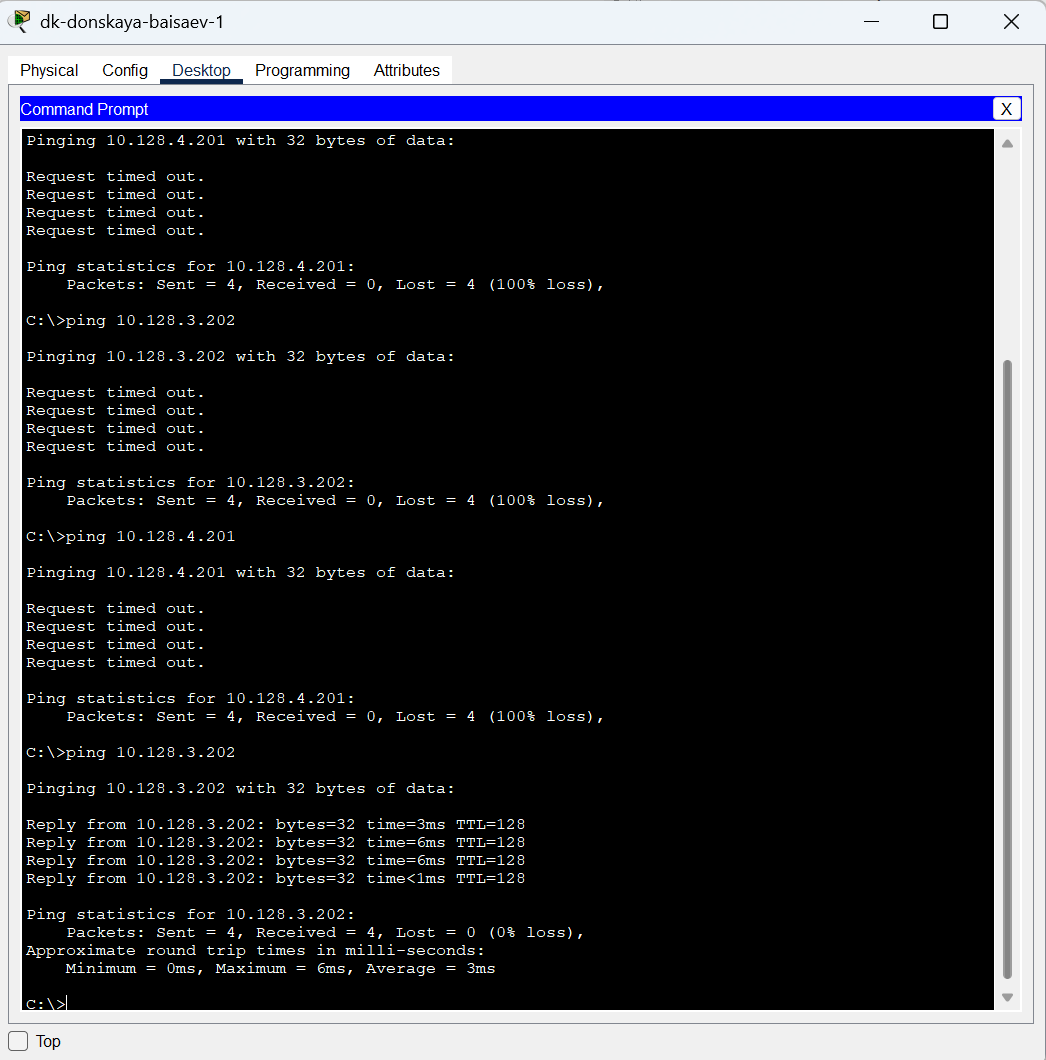 dk-donskaya-baisaev-1
Physical Config Desktop Programming Attributes
Command Prompt X
Pinging 10.128.4.201 with 32 bytes of data:
Request timed out.
Request timed out.
Request timed out.
Request timed out.
Ping statistics for 10.128.4.201:
Packets: Sent = 4, Received = 0, Lost = 4 (100% loss),
C:\>ping 10.128.3.202
Pinging 10.128.3.202 with 32 bytes of data:
Request timed out.
Request timed out.
Request timed out.
Request timed out.
Ping statistics for 10.128.3.202:
Packets: Sent = 4, Received = 0, Lost = 4 (100% loss),
C:\>ping 10.128.4.201
Pinging 10.128.4.201 with 32 bytes of data:
Request timed out.
Request timed out.
Request timed out.
Request timed out.
Ping statistics for 10.128.4.201:
Packets: Sent = 4, Received = 0, Lost = 4 (100% loss),
C:\>ping 10.128.3.202
Pinging 10.128.3.202 with 32 bytes of data:
Reply from 10.128.3.202: bytes=32 time=3ms TTL=128
Reply from 10.128.3.202: bytes=32 time=6ms TTL=128
Reply from 10.128.3.202: bytes=32 time=6ms TTL=128
Reply from 10.128.3.202: bytes=32 time<1ms TTL=128
Ping statistics for 10.128.3.202:
Packets: Sent = 4, Received = 4, Lost = 0 (0% loss),
Approximate round trip times in milli-seconds:
Minimum = 0ms, Maximum = 6ms, Average = 3ms
C:\>
Top